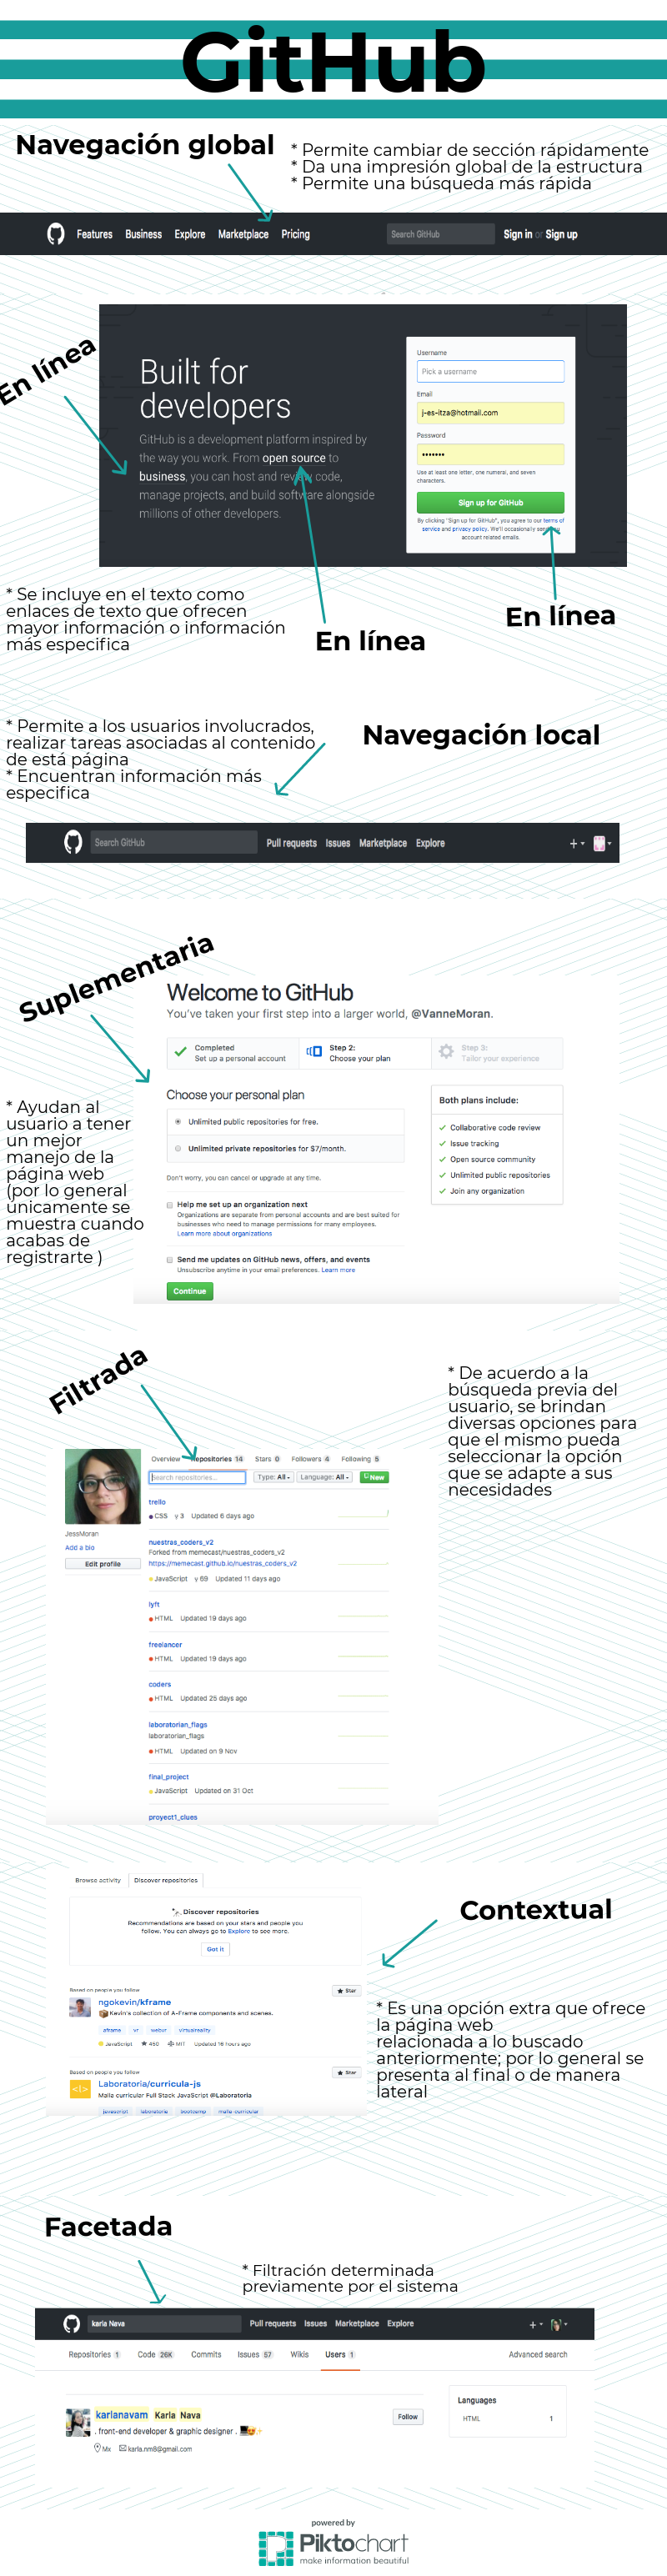 GitHub
Navegación global
* Permite cambiar de sección rápidamente
* Da una impresión global de la estructura
* Permite una búsqueda más rápida
Features Business Explore Marketplace Pricing Search GitHub Sign in or Sign up
En línea
Built for
developers
GitHub is a development platform inspired by
the way you work. From open source to
business, you can host and review code,
manage projects, and build software alongside
millions of other developers.
Username
Pick a username
Email
j-es-itza@hotmail.com
Password
Use at least one letter, one numeral, and seven
characters.
Sign up for GitHub
By clicking "Sign up for GitHub", you agree to our terms of
service and privacy policy. We'll occasionally send you
account related emails.
* Se incluye en el texto como
enlaces de texto que ofrecen
mayor información o información
más especifica
En línea
En línea
* Permite a los usuarios involucrados,
realizar tareas asociadas al contenido
de está página
* Encuentran información más
especifica
Navegación local
Search GitHub Pull requests Issues Marketplace Explore
Suplementaria
Welcome to GitHub
You've taken your first step into a larger world, @VanneMoran.
Completed
Set up a personal account
Step 2:
Choose your plan
Step 3:
Tailor your experience
Choose your personal plan
Unlimited public repositories for free.
Unlimited private repositories for $7/month.
Don't worry, you can cancel or upgrade at any time.
Help me set up an organization next
Organizations are separate from personal accounts and are best suited for
businesses who need to manage permissions for many employees.
Learn more about organizations
Send me updates on GitHub news, offers, and events
Unsubscribe anytime in your email preferences. Learn more
Continue
Both plans include:
Collaborative code review
Issue tracking
Open source community
Unlimited public repositories
Join any organization
* Ayudan al
usuario a tener
un mejor
manejo de la
página web
(por lo general
unicamente se
muestra cuando
acabas de
registrarte )
Filtrada
* De acuerdo a la
búsqueda previa del
usuario, se brindan
diversas opciones para
que el mismo pueda
seleccionar la opción
que se adapte a sus
necesidades
Overview Repositories 14 Stars 0 Followers 4 Following 5
Search repositories... Type: All Language: All New
JessMoran
Add a bio
Edit profile
trello
CSS 3 Updated 6 days ago
nuestras_coders_v2
Forked from memecast/nuestras_coders_v2
https://memecast.github.io/nuestras_coders_v2
JavaScript 69 Updated 11 days ago
lyft
HTML Updated 19 days ago
freelancer
HTML Updated 19 days ago
coders
HTML Updated 25 days ago
laboratorian_flags
laboratorian_flags
HTML Updated on 9 Nov
final_project
JavaScript Updated on 31 Oct
proyect1_clues
Browse activity Discover repositories
Discover repositories
Recommendations are based on your stars and people you
follow. You can always go to Explore to see more.
Got it
Based on people you follow
Star
ngokevin/kframe
Kevin's collection of A-Frame components and scenes.
aframe vr webvr virtualreality
JavaScript 450 MIT Updated 16 hours ago
Based on people you follow
Star
Laboratoria/curricula-js
Malla curricular Full Stack JavaScript @Laboratoria
javascript laboratoria bootcamp malla-curricular
Contextual
* Es una opción extra que ofrece
la página web
relacionada a lo buscado
anteriormente; por lo general se
presenta al final o de manera
lateral
Facetada
* Filtración determinada
previamente por el sistema
karla Nava Pull requests Issues Marketplace Explore
Repositories 1 Code 26K Commits Issues 57 Wikis Users 1 Advanced search
karlanavam Karla Nava
. front-end developer & graphic designer .
Mx karla.nm8@gmail.com
Follow
Languages
HTML 1
powered by
Piktochart
make information beautiful